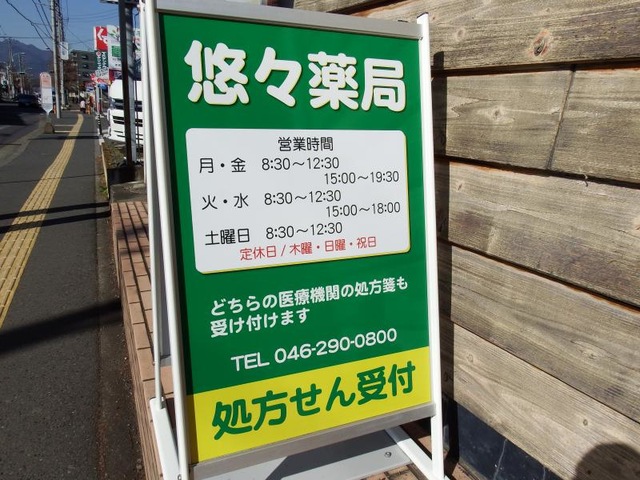 悠々薬局
営業時間
月・金 8:30～12:30
15:00～19:30
火・水 8:30～12:30
15:00～18:00
土曜日 8:30～12:30
定休日/木曜・日曜・祝日
どちらの医療機関の処方箋も
受け付けます
TEL 046-290-0800
処方せん受付